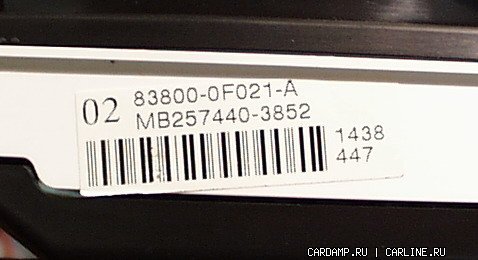 02 83800-0F021-A
MB257440-3852
1438
447
CARDAMP.RU | CARLINE.RU